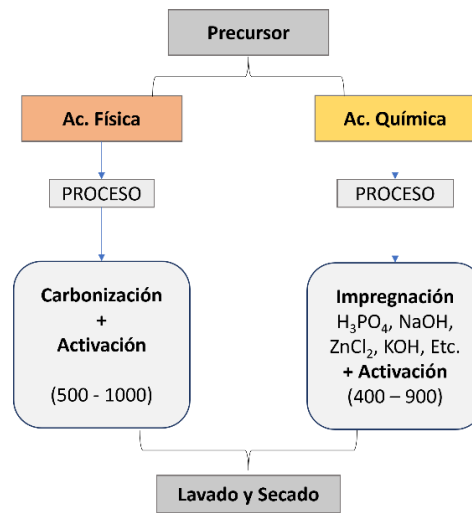 Precursor
Ac. Física
Ac. Química
PROCESO
PROCESO
Carbonización
+
Activación
(500 - 1000)
Impregnación
H₃PO₄, NaOH,
ZnCl₂, KOH, Etc.
+ Activación
(400 – 900)
Lavado y Secado